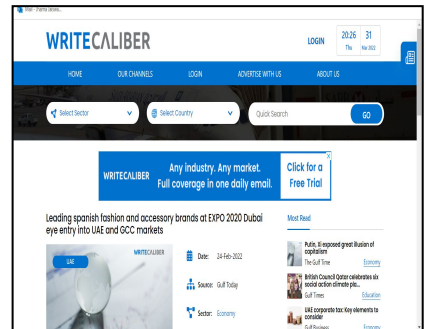 WRITECALIBER
LOGIN
20:26 31
Thu Mar 2022
HOME OUR CHANNELS LOGIN ADVERTISE WITH US ABOUT US
Select Sector Select Country Quick Search GO
WRITECALIBER
Any industry. Any market.
Full coverage in one daily email.
Click for a
Free Trial
Leading spanish fashion and accessory brands at EXPO 2020 Dubai
eye entry into UAE and GCC markets
UAE
WRITECALIBER
Date: 24-Feb-2022
Source: Gulf Today
Sector: Economy
Most Read
Putin, Xi exposed great illusion of
capitalism
The Gulf Time Economy
British Council Qatar celebrates six
social action climate pio...
Gulf Times Education
UAE corporate tax: Key elements to
consider
Gulf Business Economy